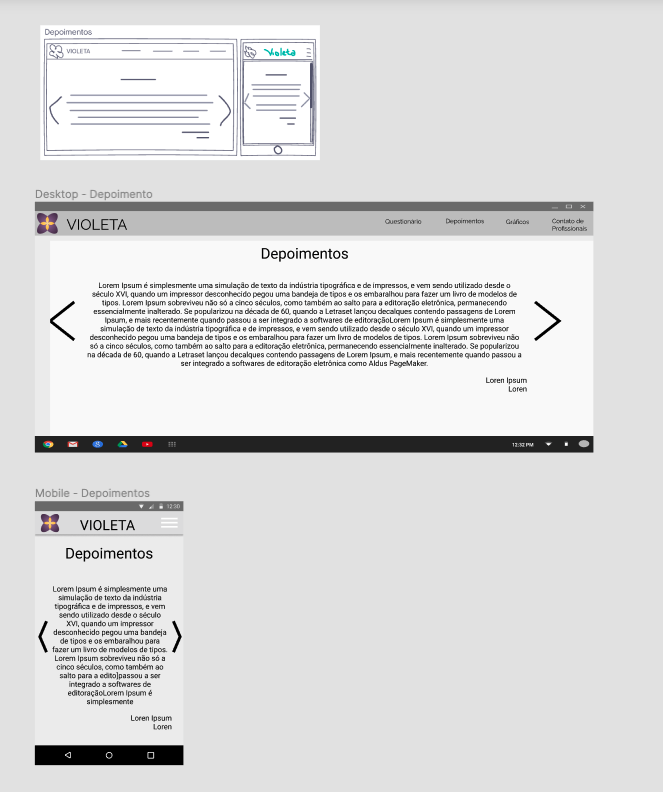 Depoimentos
VIOLETA
Violeta
Desktop - Depoimento
VIOLETA
Questionário
Depoimentos
Gráficos
Contato de
Profissionais
Depoimentos
Lorem Ipsum é simplesmente uma simulação de texto da indústria tipográfica e de impressos, e vem sendo utilizado desde o
século XVI, quando um impressor desconhecido pegou uma bandeja de tipos e os embaralhou para fazer um livro de modelos de
tipos. Lorem Ipsum sobreviveu não só a cinco séculos, como também ao salto para a editoração eletrônica, permanecendo
essencialmente inalterado. Se popularizou na década de 60, quando a Letraset lançou decalques contendo passagens de Lorem
Ipsum, e mais recentemente quando passou a ser integrado a softwares de editoraçãoLorem Ipsum é simplesmente uma
simulação de texto da indústria tipográfica e de impressos, e vem sendo utilizado desde o século XVI, quando um impressor
desconhecido pegou uma bandeja de tipos e os embaralhou para fazer um livro de modelos de tipos. Lorem Ipsum sobreviveu não
só a cinco séculos, como também ao salto para a editoração eletrônica, permanecendo essencialmente inalterado. Se popularizou
na década de 60, quando a Letraset lançou decalques contendo passagens de Lorem Ipsum, e mais recentemente quando passou a
ser integrado a softwares de editoração eletrônica como Aldus PageMaker.
Loren Ipsum
Loren
12:32 PM
Mobile - Depoimentos
12:30
VIOLETA
Depoimentos
Lorem Ipsum é simplesmente uma
simulação de texto da indústria
tipográfica e de impressos, e vem
sendo utilizado desde o século
XVI, quando um impressor
desconhecido pegou uma bandeja
de tipos e os embaralhou para
fazer um livro de modelos de tipos.
Lorem Ipsum sobreviveu não só a
cinco séculos, como também ao
salto para a edito]passou a ser
integrado a softwares de
editoraçãoLorem Ipsum é
simplesmente
Loren Ipsum
Loren